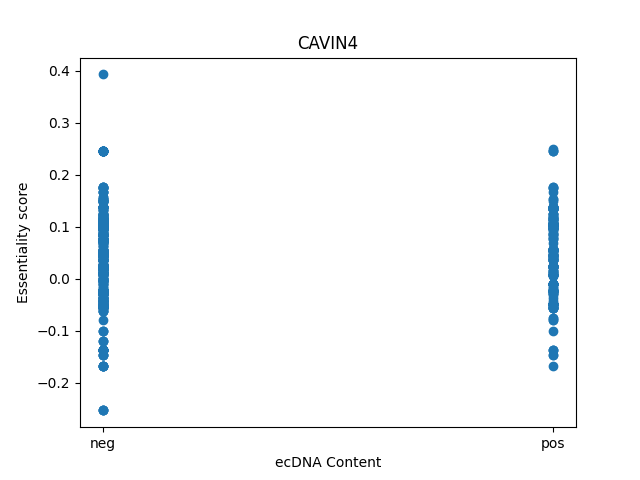 CAVIN4
Essentiality score
0.4
0.3
0.2
0.1
0.0
−0.1
−0.2
neg
pos
ecDNA Content